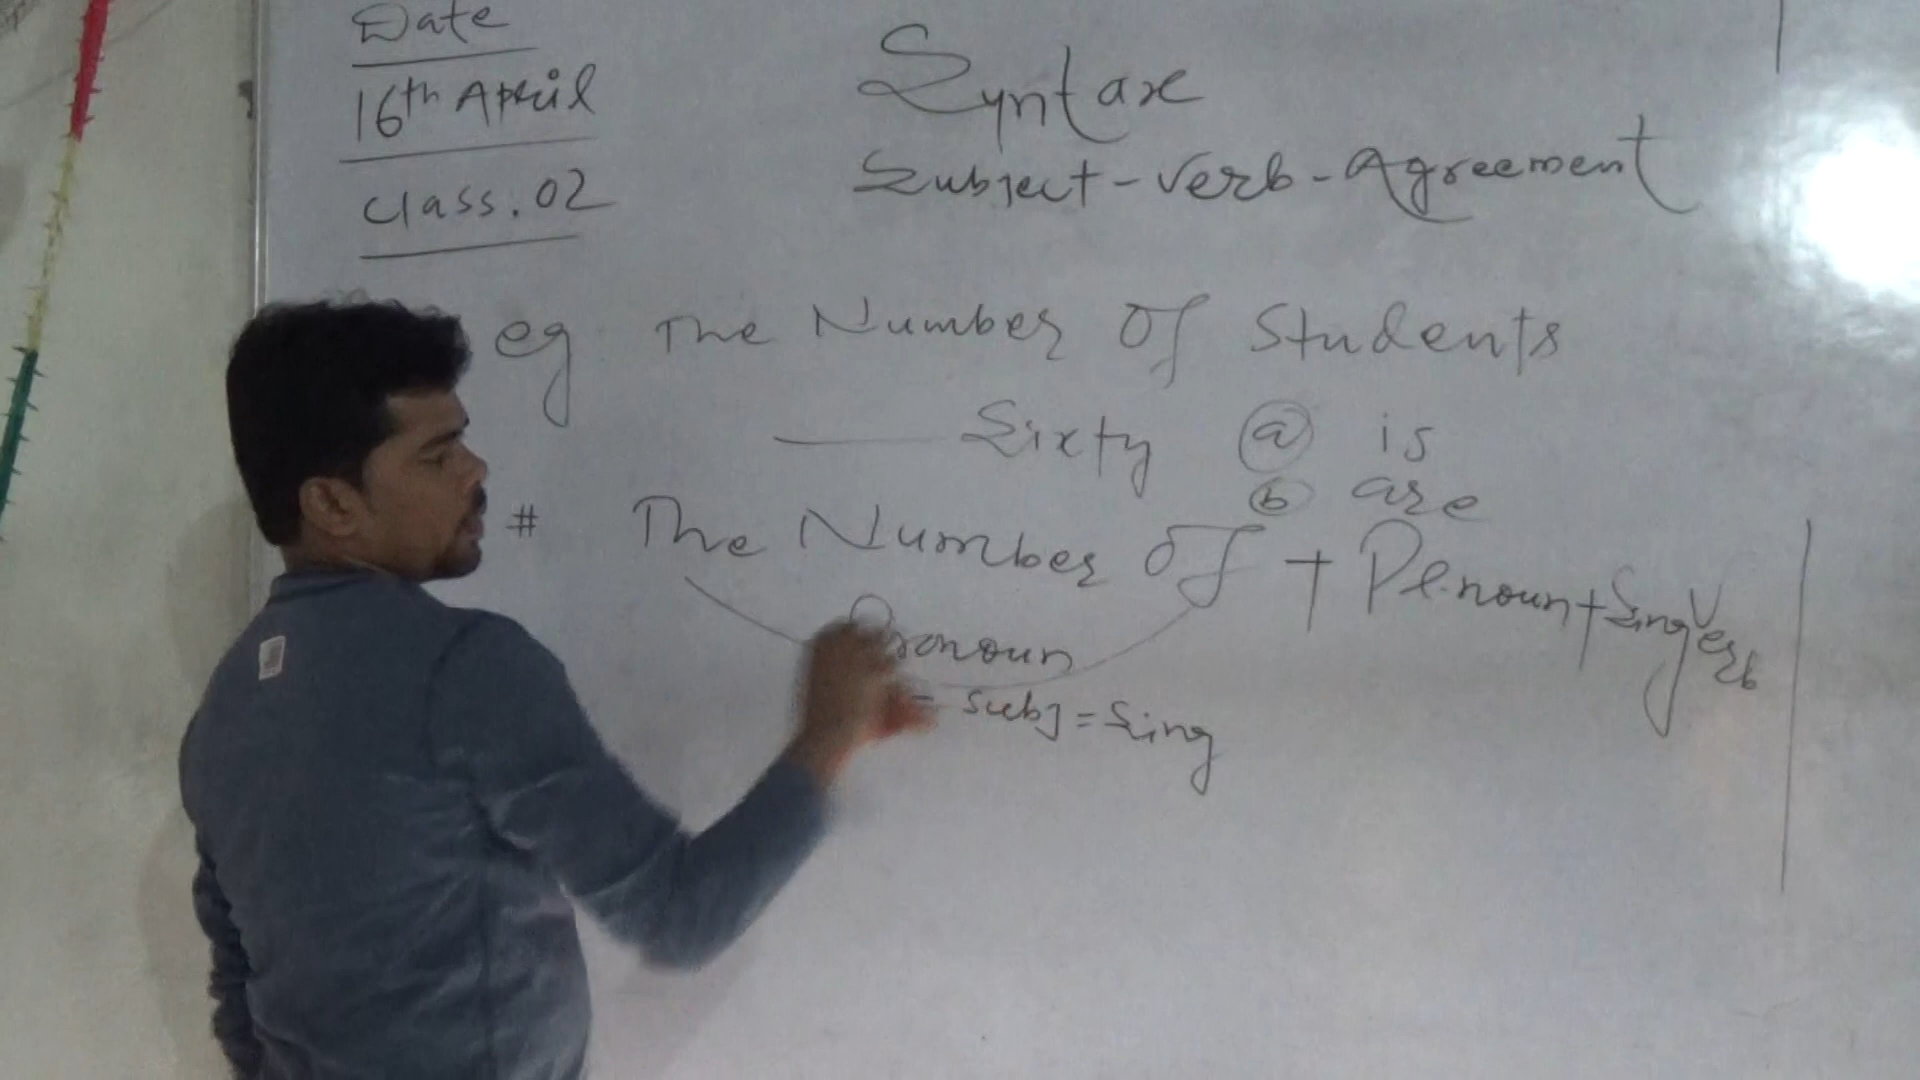 Date
16th April
class. 02
Syntax
Subject-Verb-Agreement
eg The Number Of Students
—— Sixty ⓐ is
ⓑ are
# The Number Of + Pl. noun + Sing Verb
Pronoun
= subj = Sing